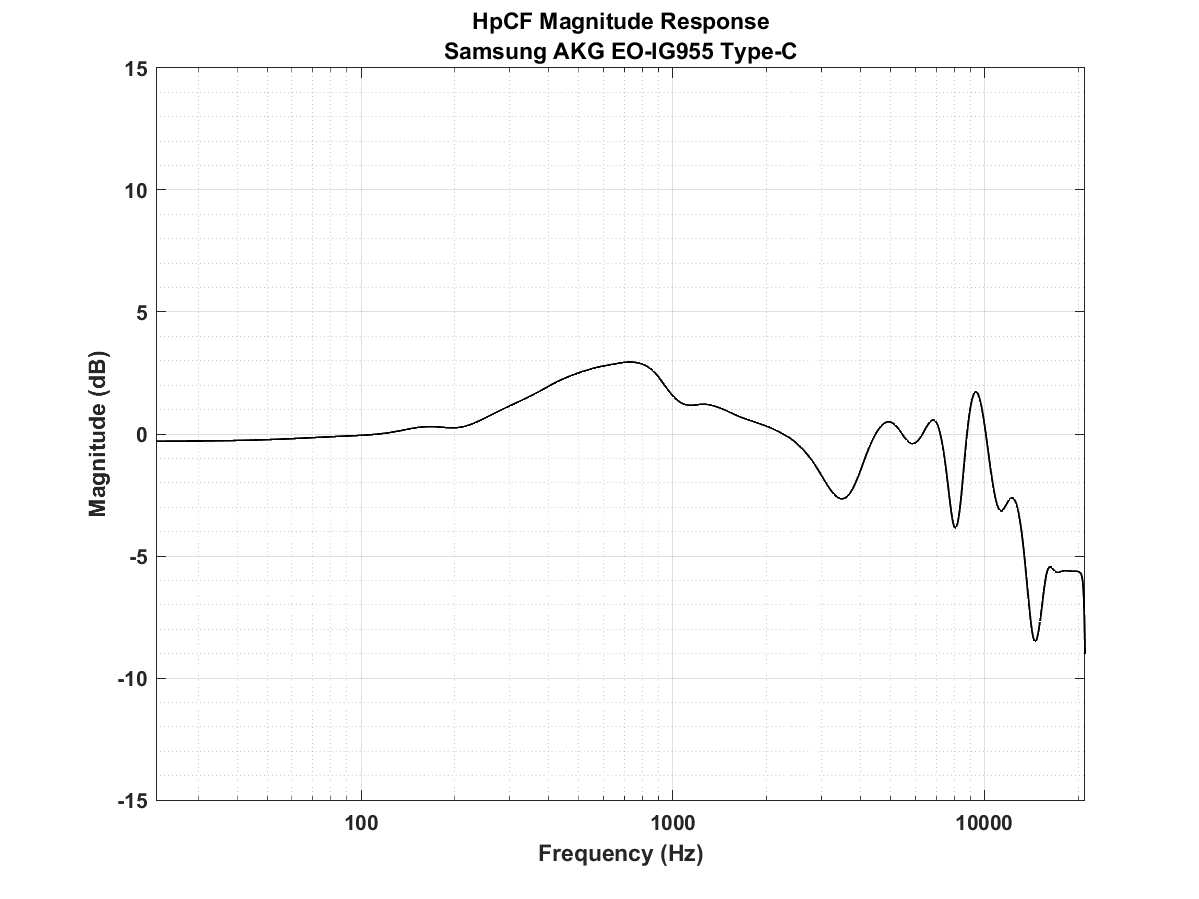 HpCF Magnitude Response
Samsung AKG EO-IG955 Type-C
15
10
5
0
-5
-10
-15
Magnitude (dB)
100
1000
10000
Frequency (Hz)